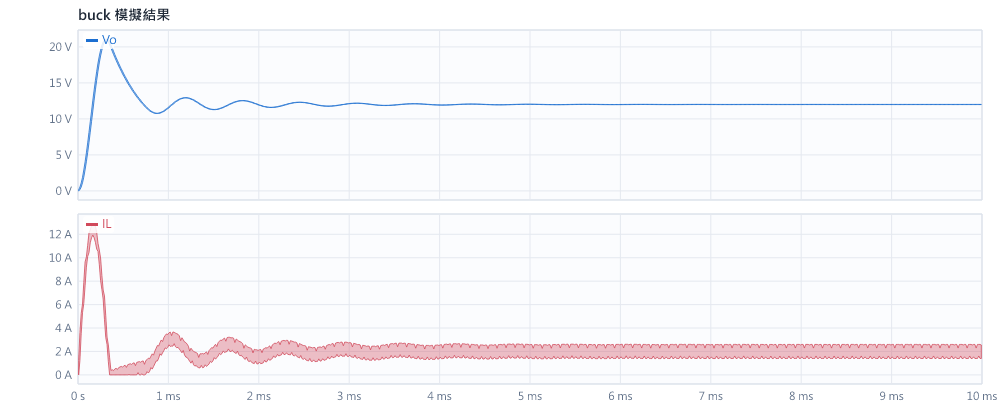 buck 模擬結果
Vo
20 V
15 V
10 V
5 V
0 V
IL
12 A
10 A
8 A
6 A
4 A
2 A
0 A
0 s 1 ms 2 ms 3 ms 4 ms 5 ms 6 ms 7 ms 8 ms 9 ms 10 ms